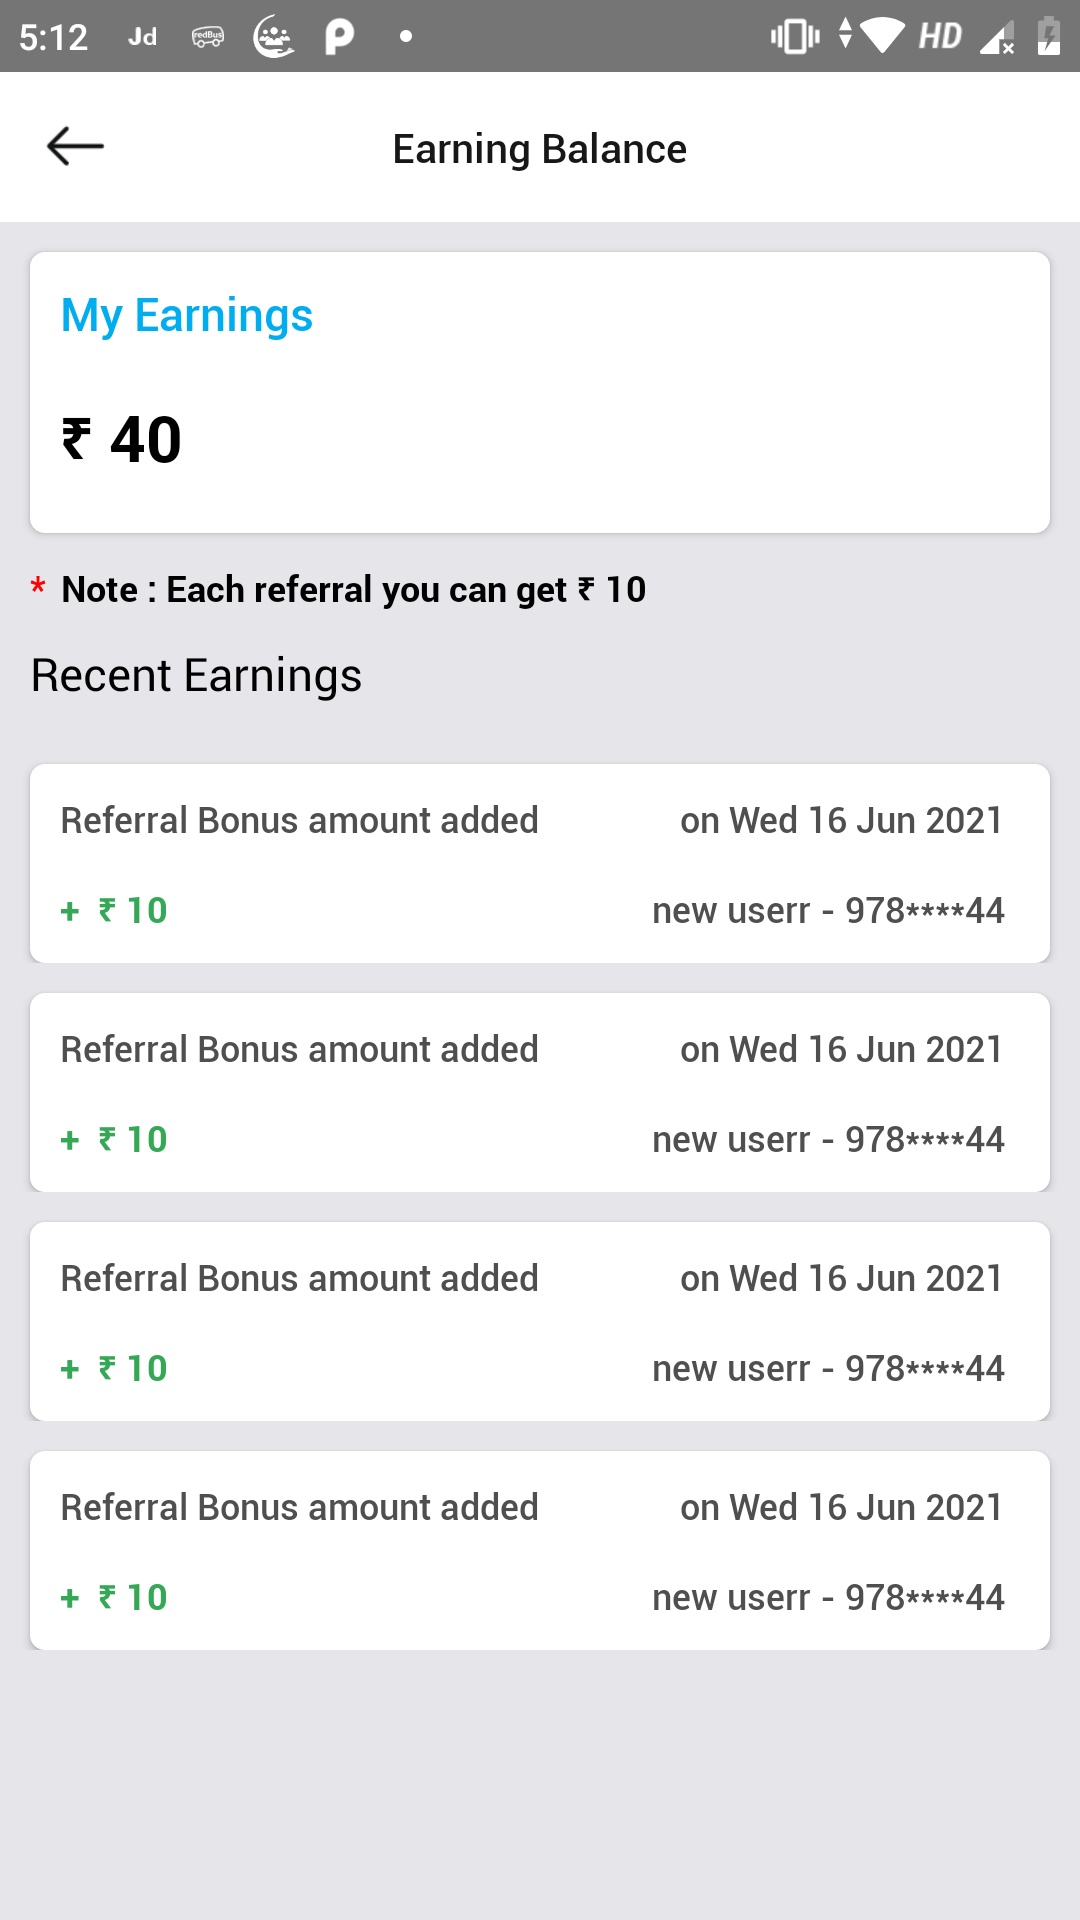 5:12 Jd redBus HD
Earning Balance
My Earnings
₹ 40
* Note : Each referral you can get ₹ 10
Recent Earnings
Referral Bonus amount added on Wed 16 Jun 2021
+ ₹ 10 new userr - 978****44
Referral Bonus amount added on Wed 16 Jun 2021
+ ₹ 10 new userr - 978****44
Referral Bonus amount added on Wed 16 Jun 2021
+ ₹ 10 new userr - 978****44
Referral Bonus amount added on Wed 16 Jun 2021
+ ₹ 10 new userr - 978****44